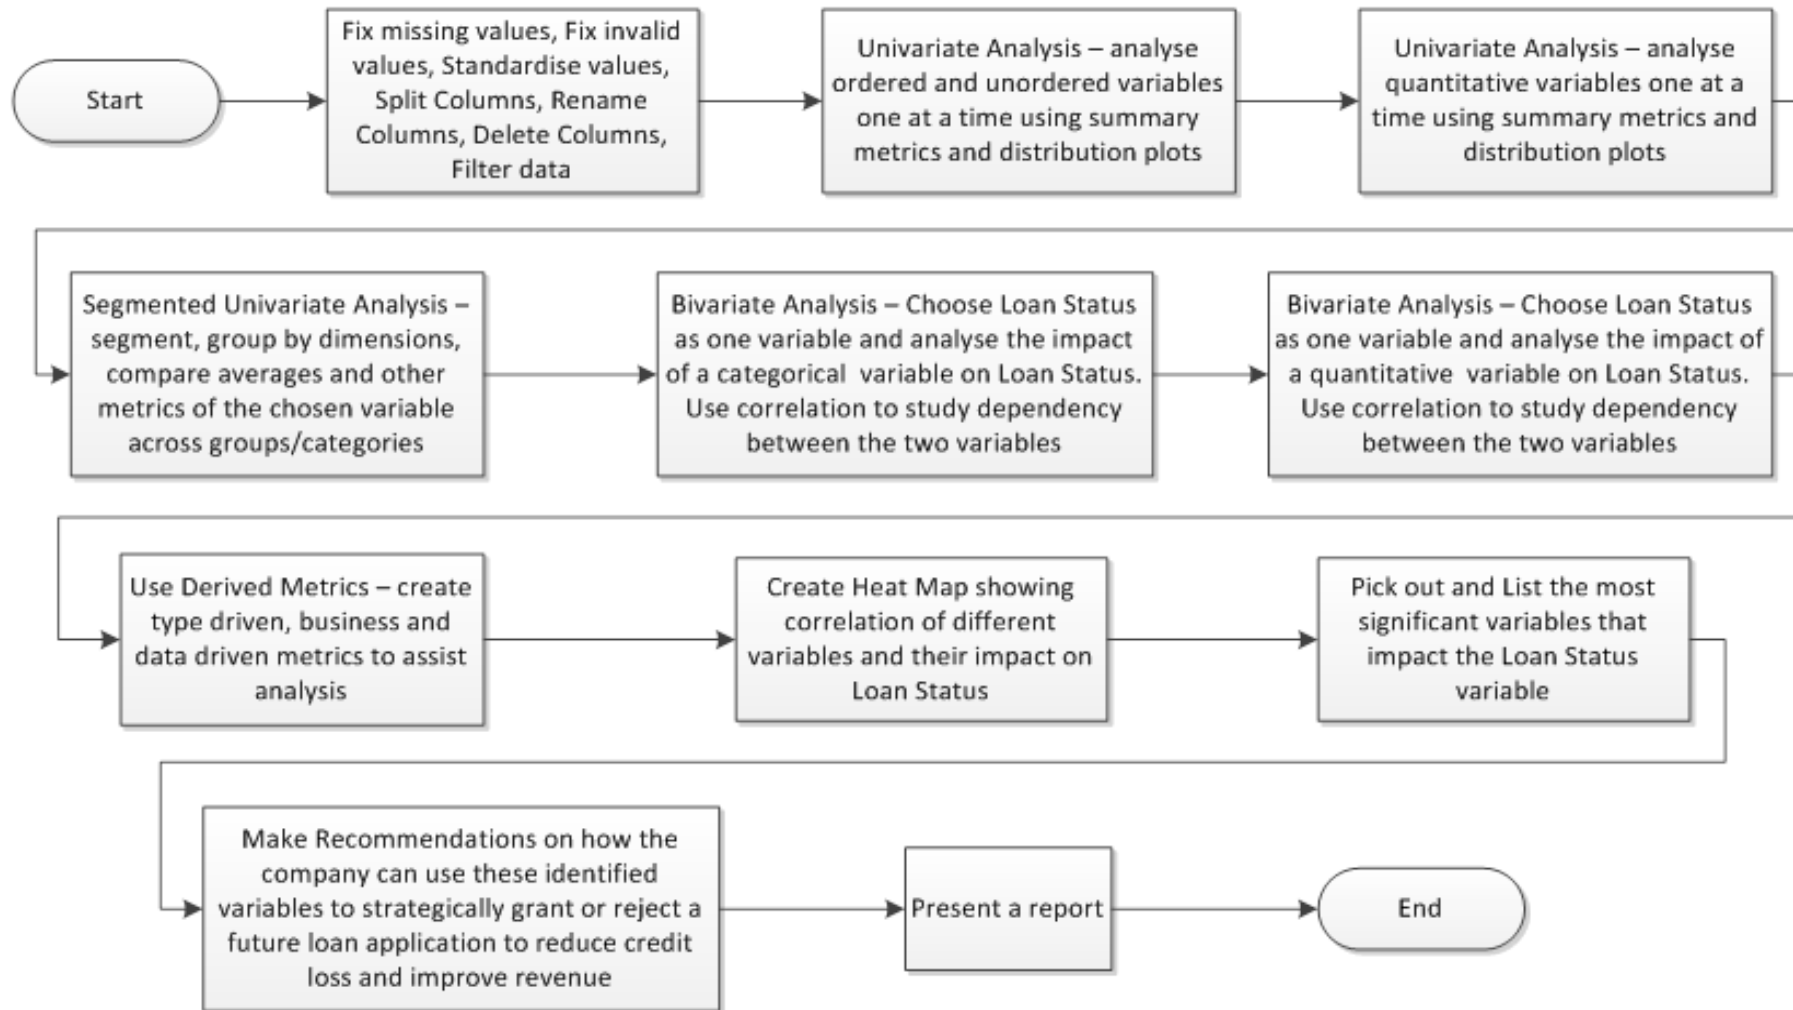 Start
Fix missing values, Fix invalid
values, Standardise values,
Split Columns, Rename
Columns, Delete Columns,
Filter data
Univariate Analysis – analyse
ordered and unordered variables
one at a time using summary
metrics and distribution plots
Univariate Analysis – analyse
quantitative variables one at a
time using summary metrics and
distribution plots
Segmented Univariate Analysis –
segment, group by dimensions,
compare averages and other
metrics of the chosen variable
across groups/categories
Bivariate Analysis – Choose Loan Status
as one variable and analyse the impact
of a categorical  variable on Loan Status.
Use correlation to study dependency
between the two variables
Bivariate Analysis – Choose Loan Status
as one variable and analyse the impact of
a quantitative  variable on Loan Status.
Use correlation to study dependency
between the two variables
Use Derived Metrics – create
type driven, business and
data driven metrics to assist
analysis
Create Heat Map showing
correlation of different
variables and their impact on
Loan Status
Pick out and List the most
significant variables that
impact the Loan Status
variable
Make Recommendations on how the
company can use these identified
variables to strategically grant or reject a
future loan application to reduce credit
loss and improve revenue
Present a report
End